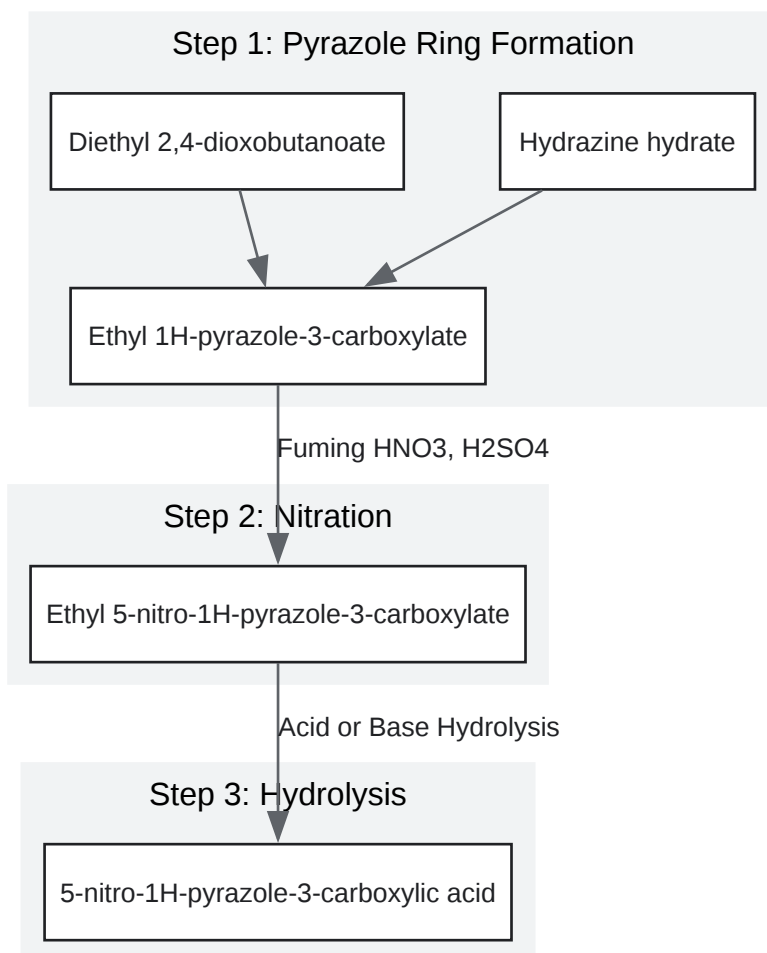 Step 1: Pyrazole Ring Formation
Diethyl 2,4-dioxobutanoate
Hydrazine hydrate
Ethyl 1H-pyrazole-3-carboxylate
Fuming HNO3, H2SO4
Step 2: Nitration
Ethyl 5-nitro-1H-pyrazole-3-carboxylate
Acid or Base Hydrolysis
Step 3: Hydrolysis
5-nitro-1H-pyrazole-3-carboxylic acid